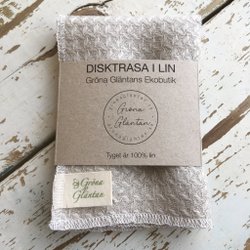 DISKTRASA I LIN
Gröna Gläntans Ekobutik
Gröna
Gläntan
Tyget är 100% lin
Gröna
Gläntan